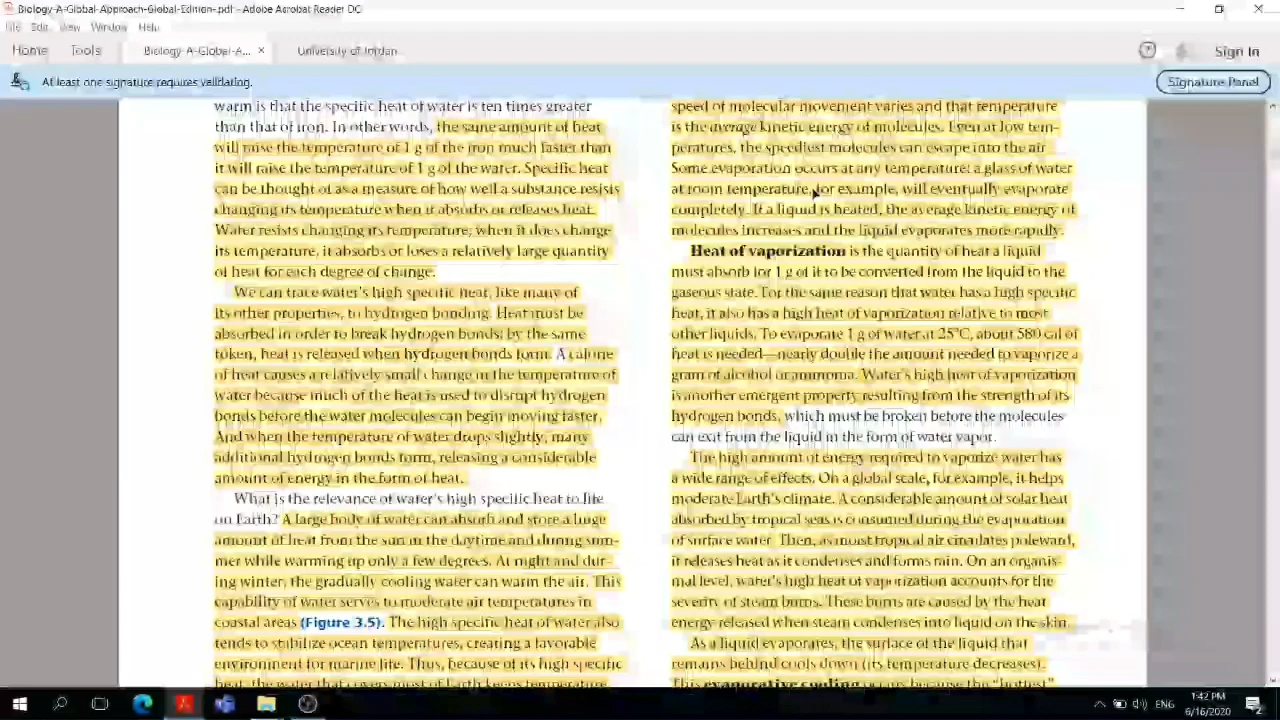 Biology-A-Global-Approach-Global-Edition-.pdf - Adobe Acrobat Reader DC
File Edit View Window Help
Home Tools Biology-A-Global-A... × University of Jordan Sign In
At least one signature requires validating. Signature Panel
warm is that the specific heat of water is ten times greater
than that of iron. In other words, the same amount of heat
will raise the temperature of 1 g of the iron much faster than
it will raise the temperature of 1 g of the water. Specific heat
can be thought of as a measure of how well a substance resists
changing its temperature when it absorbs or releases heat.
Water resists changing its temperature; when it does change
its temperature, it absorbs or loses a relatively large quantity
of heat for each degree of change.
We can trace water's high specific heat, like many of
its other properties, to hydrogen bonding. Heat must be
absorbed in order to break hydrogen bonds; by the same
token, heat is released when hydrogen bonds form. A calorie
of heat causes a relatively small change in the temperature of
water because much of the heat is used to disrupt hydrogen
bonds before the water molecules can begin moving faster.
And when the temperature of water drops slightly, many
additional hydrogen bonds form, releasing a considerable
amount of energy in the form of heat.
What is the relevance of water's high specific heat to life
on Earth? A large body of water can absorb and store a huge
amount of heat from the sun in the daytime and during sum-
mer while warming up only a few degrees. At night and dur-
ing winter, the gradually cooling water can warm the air. This
capability of water serves to moderate air temperatures in
coastal areas (Figure 3.5). The high specific heat of water also
tends to stabilize ocean temperatures, creating a favorable
environment for marine life. Thus, because of its high specific
heat, the water that covers most of Earth keeps temperature
speed of molecular movement varies and that temperature
is the average kinetic energy of molecules. Even at low tem-
peratures, the speediest molecules can escape into the air.
Some evaporation occurs at any temperature: a glass of water
at room temperature, for example, will eventually evaporate
completely. If a liquid is heated, the average kinetic energy of
molecules increases and the liquid evaporates more rapidly.
Heat of vaporization is the quantity of heat a liquid
must absorb for 1 g of it to be converted from the liquid to the
gaseous state. For the same reason that water has a high specific
heat, it also has a high heat of vaporization relative to most
other liquids. To evaporate 1 g of water at 25°C, about 580 cal of
heat is needed—nearly double the amount needed to vaporize a
gram of alcohol or ammonia. Water's high heat of vaporization
is another emergent property resulting from the strength of its
hydrogen bonds, which must be broken before the molecules
can exit from the liquid in the form of water vapor.
The high amount of energy required to vaporize water has
a wide range of effects. On a global scale, for example, it helps
moderate Earth's climate. A considerable amount of solar heat
absorbed by tropical seas is consumed during the evaporation
of surface water. Then, as moist tropical air circulates poleward,
it releases heat as it condenses and forms rain. On an organis-
mal level, water's high heat of vaporization accounts for the
severity of steam burns. These burns are caused by the heat
energy released when steam condenses into liquid on the skin.
As a liquid evaporates, the surface of the liquid that
remains behind cools down (its temperature decreases).
This evaporative cooling occurs because the "hottest"
ENG 1:42 PM
6/16/2020